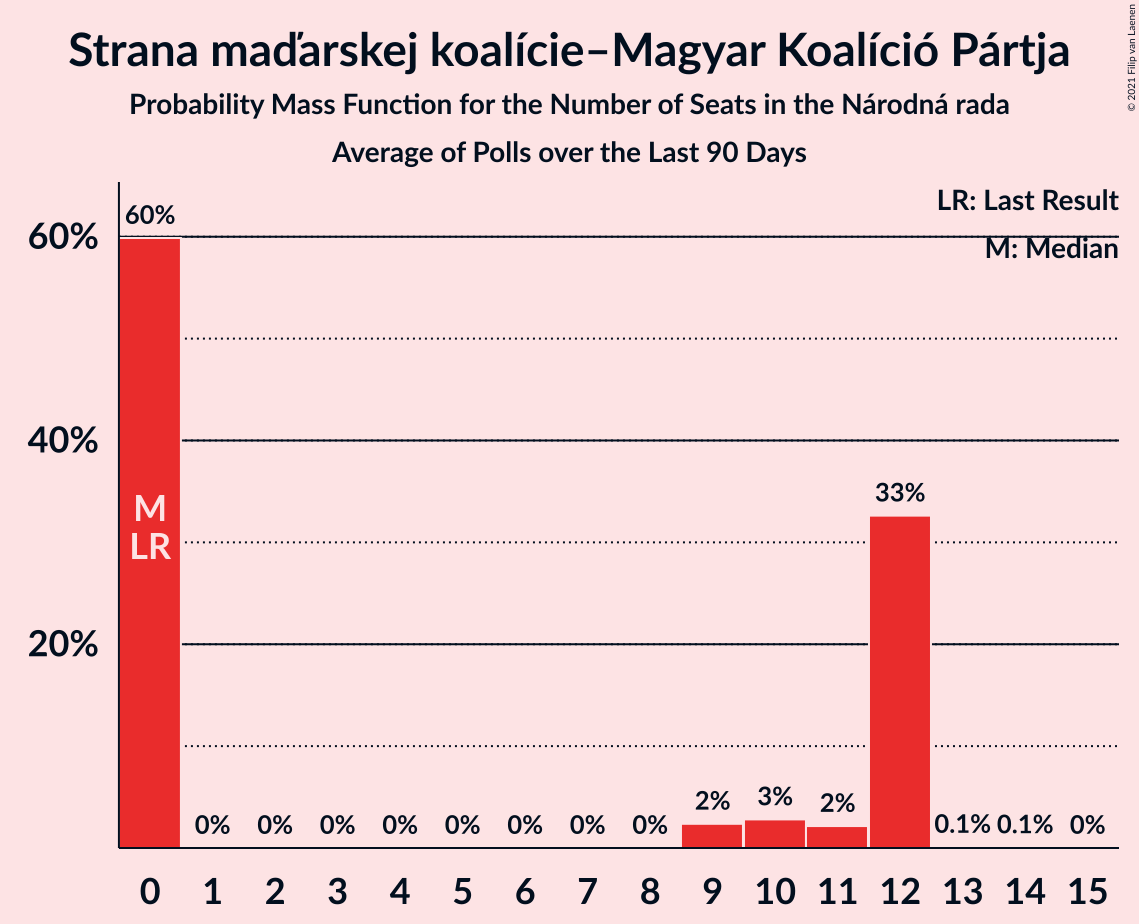 Strana maďarskej koalície–Magyar Koalíció Pártja
Probability Mass Function for the Number of Seats in the Národná rada
Average of Polls over the Last 90 Days
© 2021 Filip van Laenen
LR: Last Result
M: Median
60%
40%
20%
60%
M
LR
0%
0%
0%
0%
0%
0%
0%
0%
2%
3%
2%
33%
0.1%
0.1%
0%
0 1 2 3 4 5 6 7 8 9 10 11 12 13 14 15